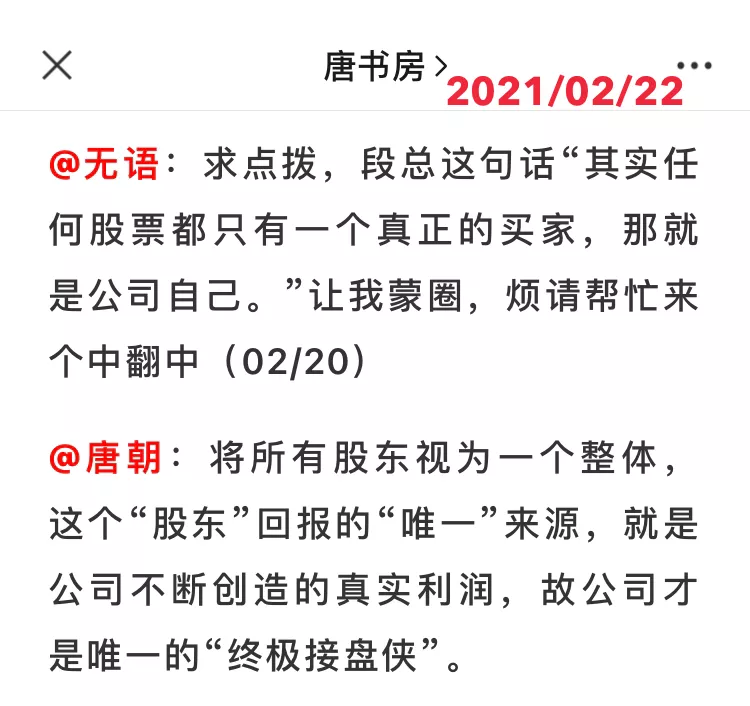 唐书房
2021/02/22
@无语：求点拨，段总这句话“其实任
何股票都只有一个真正的买家，那就
是公司自己。”让我蒙圈，烦请帮忙来
个中翻中（02/20）
@唐朝：将所有股东视为一个整体，
这个“股东”回报的“唯一”来源，就是
公司不断创造的真实利润，故公司才
是唯一的“终极接盘侠”。